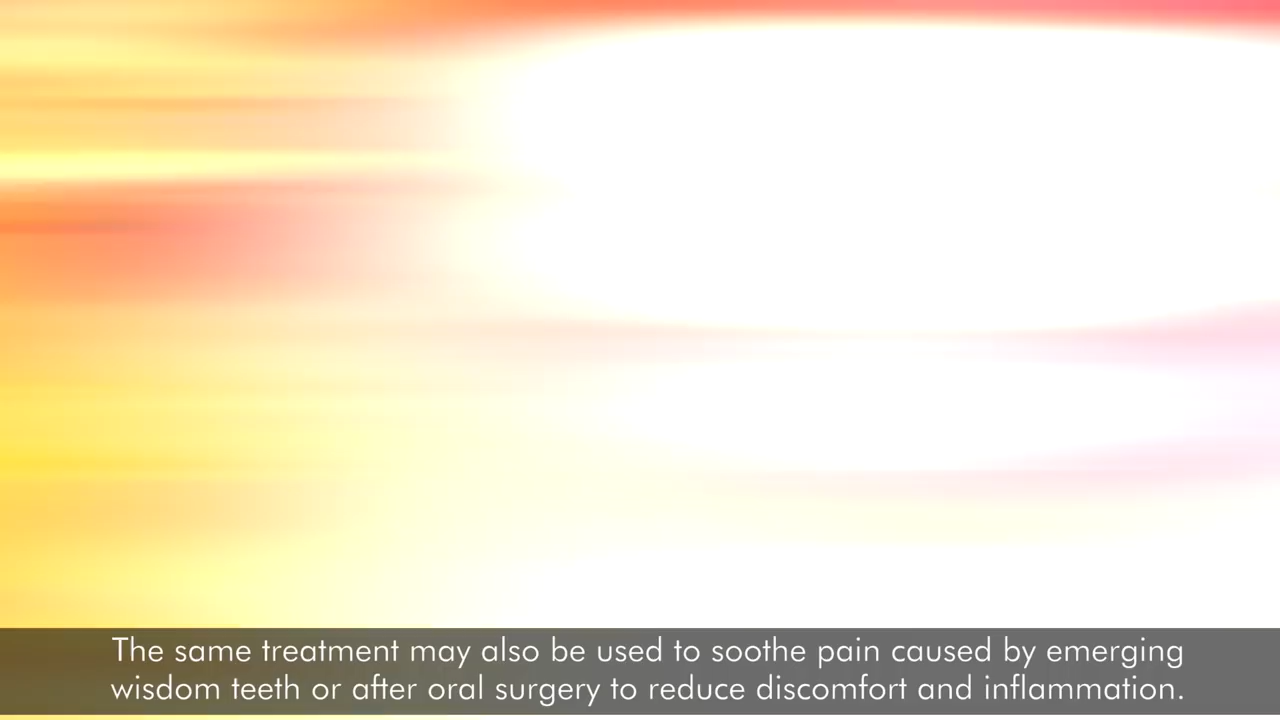 The same treatment may also be used to soothe pain caused by emerging
wisdom teeth or after oral surgery to reduce discomfort and inflammation.